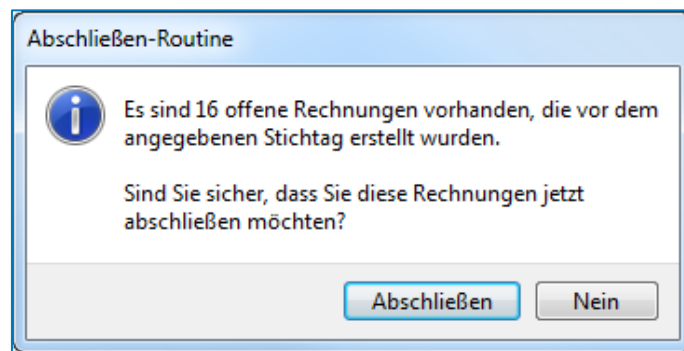 Abschließen-Routine
Es sind 16 offene Rechnungen vorhanden, die vor dem
angegebenen Stichtag erstellt wurden.
Sind Sie sicher, dass Sie diese Rechnungen jetzt
abschließen möchten?
Abschließen
Nein